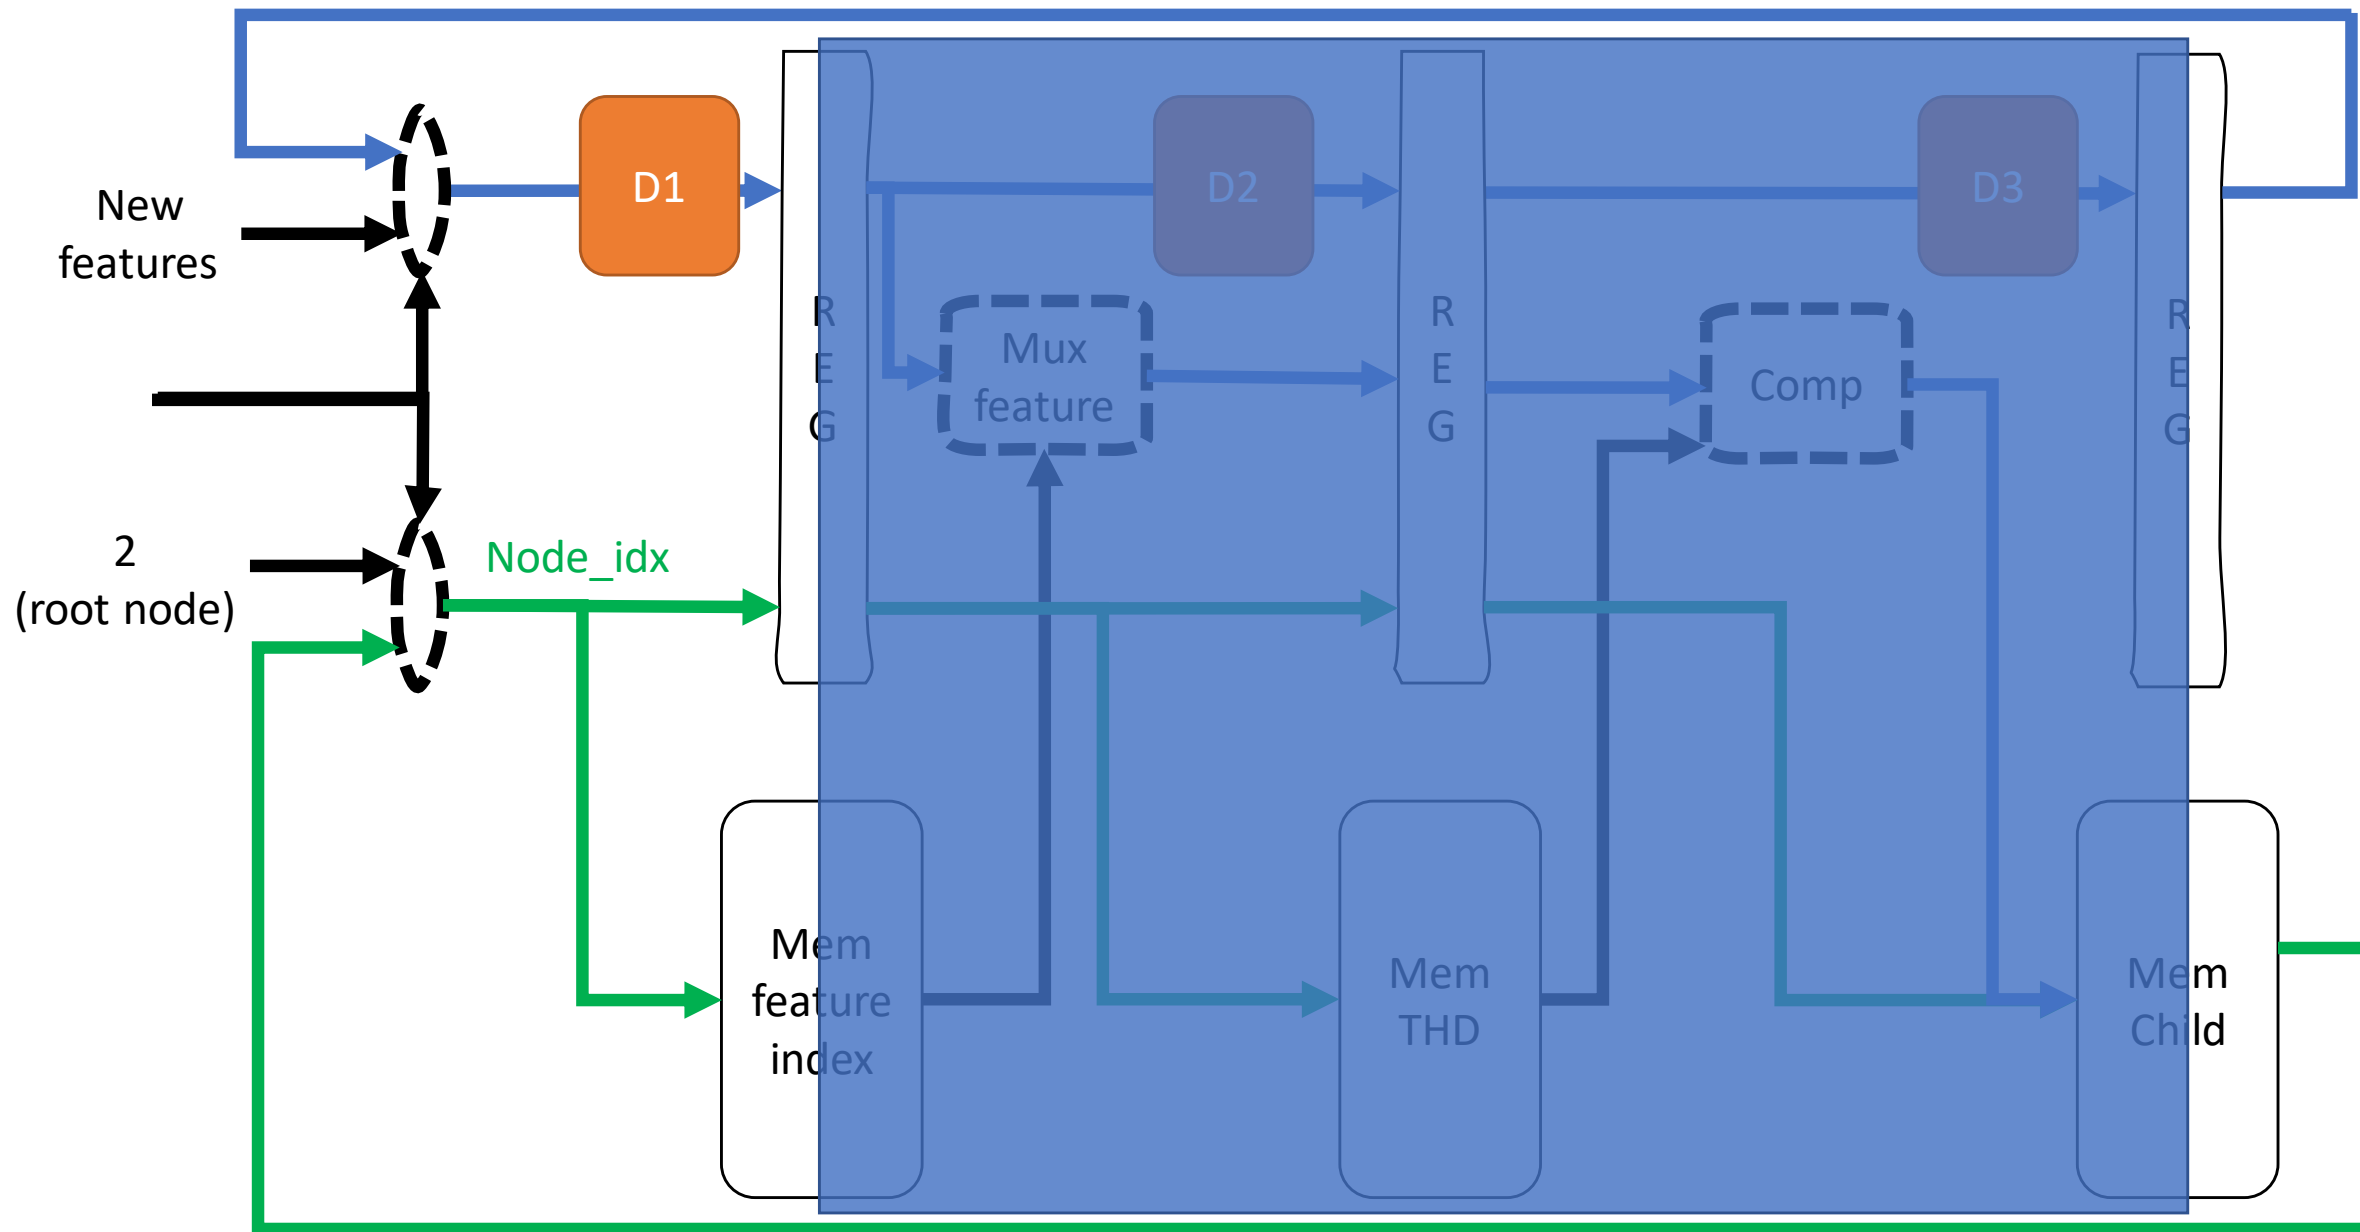 New
features
D1
D2
D3
R
E
G
Mux
feature
R
E
G
Comp
R
E
G
2
(root node)
Node_idx
Mem
feature
index
Mem
THD
Mem
Child